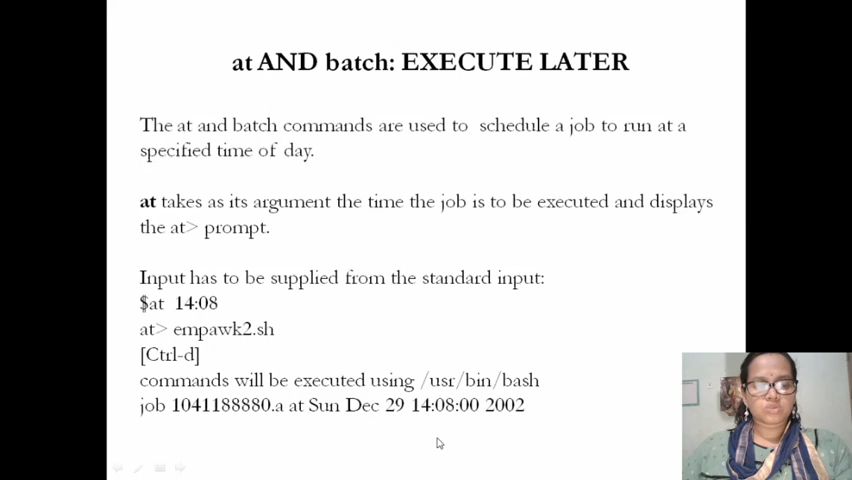 at AND batch: EXECUTE LATER
The at and batch commands are used to schedule a job to run at a
specified time of day.
at takes as its argument the time the job is to be executed and displays
the at> prompt.
Input has to be supplied from the standard input:
$at 14:08
at> empawk2.sh
[Ctrl-d]
commands will be executed using /usr/bin/bash
job 1041188880.a at Sun Dec 29 14:08:00 2002